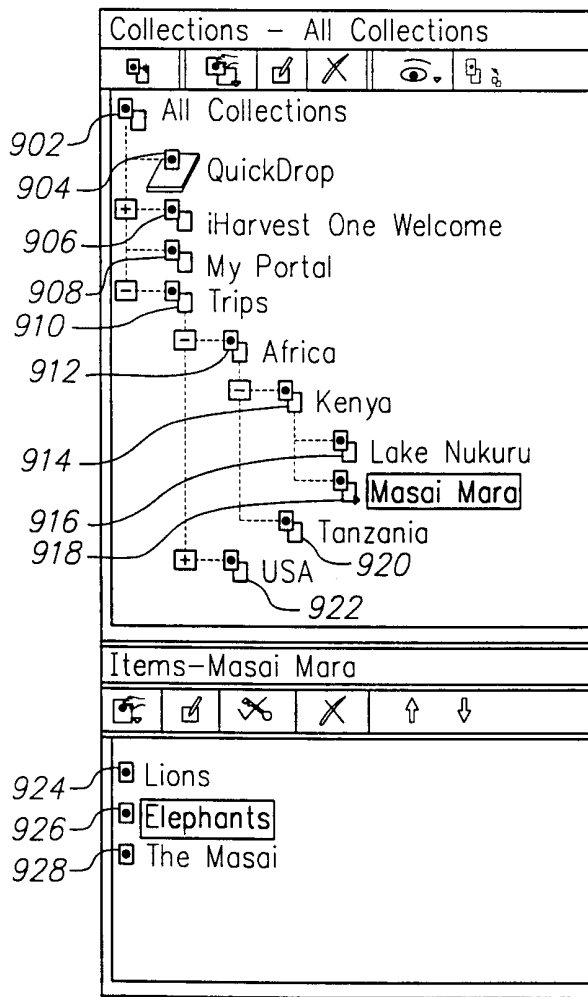 Collections - All Collections
All Collections
902
904
QuickDrop
906
iHarvest One Welcome
908
My Portal
910
Trips
912
Africa
914
Kenya
916
Lake Nukuru
918
Masai Mara
Tanzania
920
USA
922
Items-Masai Mara
924
Lions
926
Elephants
928
The Masai